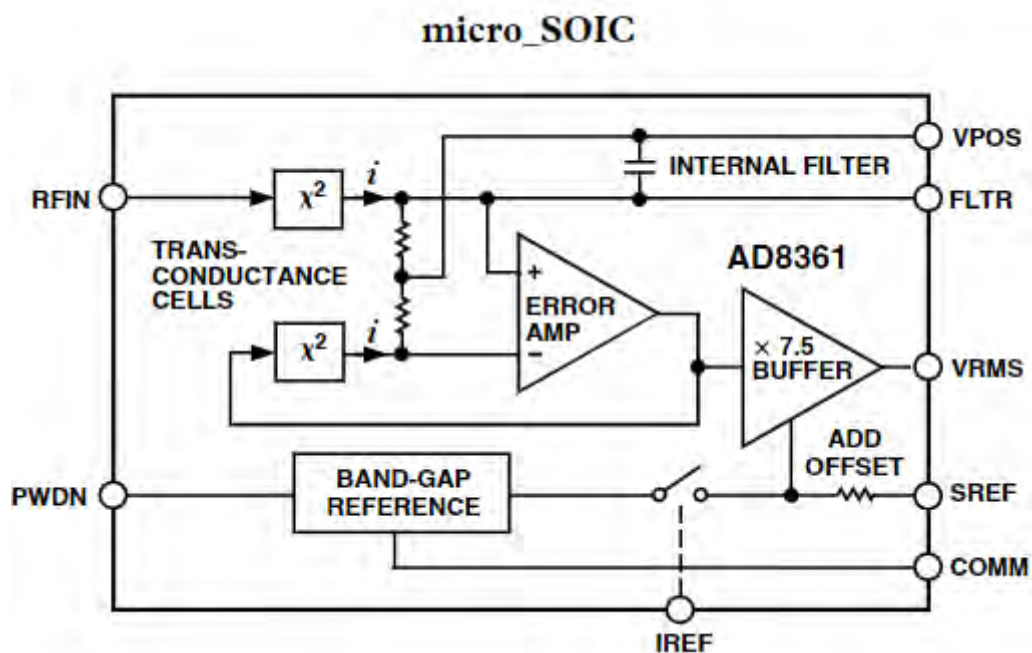 micro_SOIC
VPOS
INTERNAL FILTER
RFIN
χ²
i
FLTR
TRANS-
CONDUCTANCE
CELLS
AD8361
+
ERROR
AMP
−
χ²
i
× 7.5
BUFFER
VRMS
ADD
OFFSET
PWDN
BAND-GAP
REFERENCE
SREF
COMM
IREF